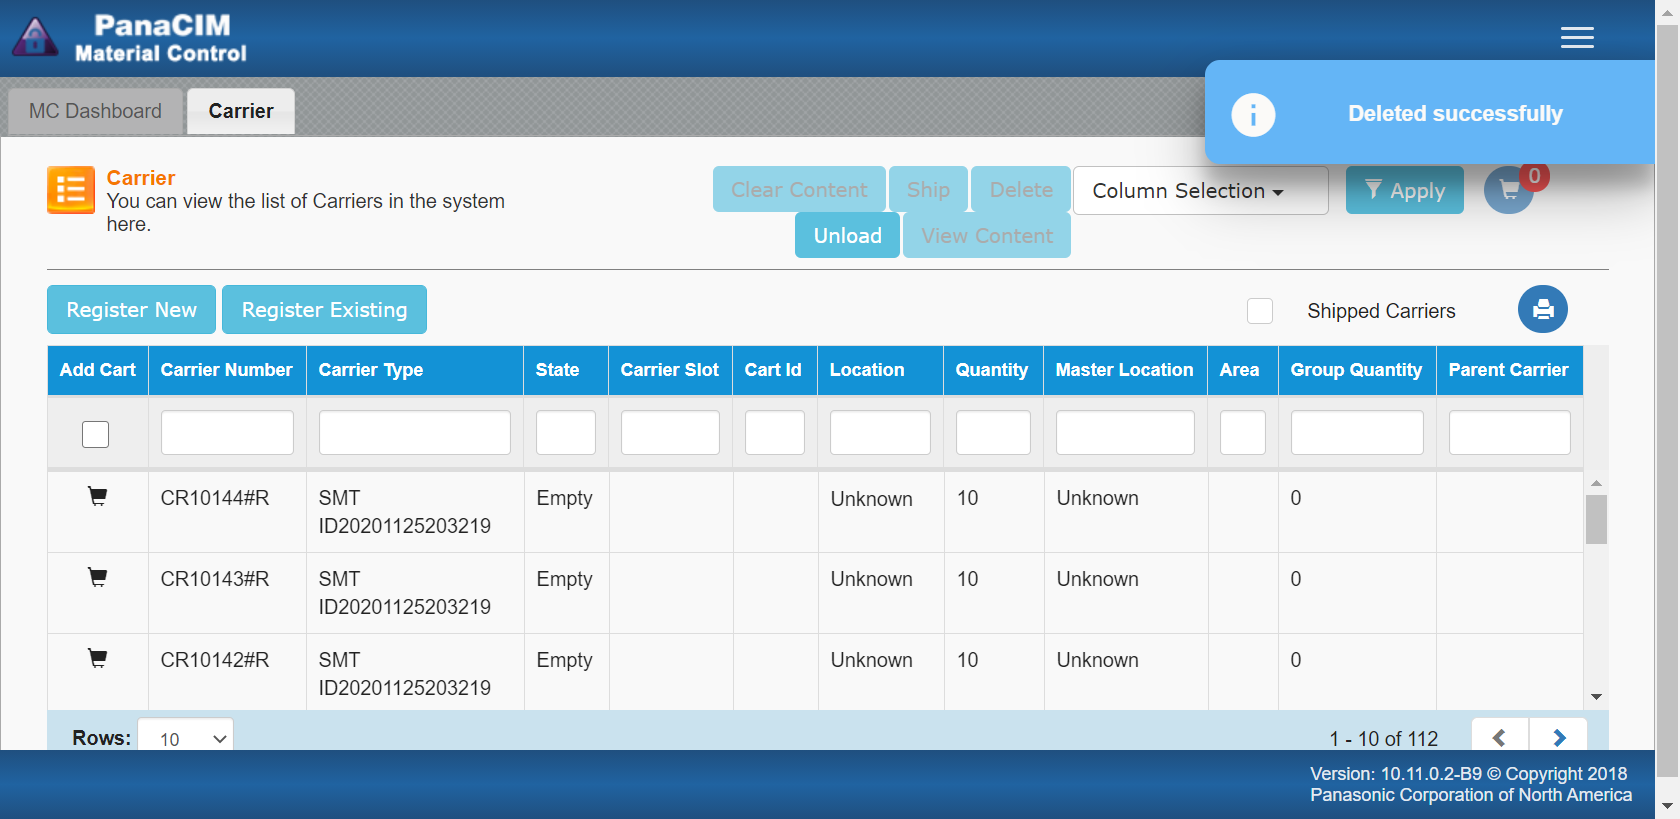 PanaCIM
Material Control
MC Dashboard
Carrier
i
Deleted successfully
Carrier
You can view the list of Carriers in the system
here.
Clear Content
Ship
Delete
Column Selection
Apply
0
Unload
View Content
Register New
Register Existing
Shipped Carriers
Add Cart Carrier Number Carrier Type State Carrier Slot Cart Id Location Quantity Master Location Area Group Quantity Parent Carrier
CR10144#R SMT Empty Unknown 10 Unknown 0
ID20201125203219
CR10143#R SMT Empty Unknown 10 Unknown 0
ID20201125203219
CR10142#R SMT Empty Unknown 10 Unknown 0
ID20201125203219
Rows: 10 1 - 10 of 112
Version: 10.11.0.2-B9 © Copyright 2018
Panasonic Corporation of North America